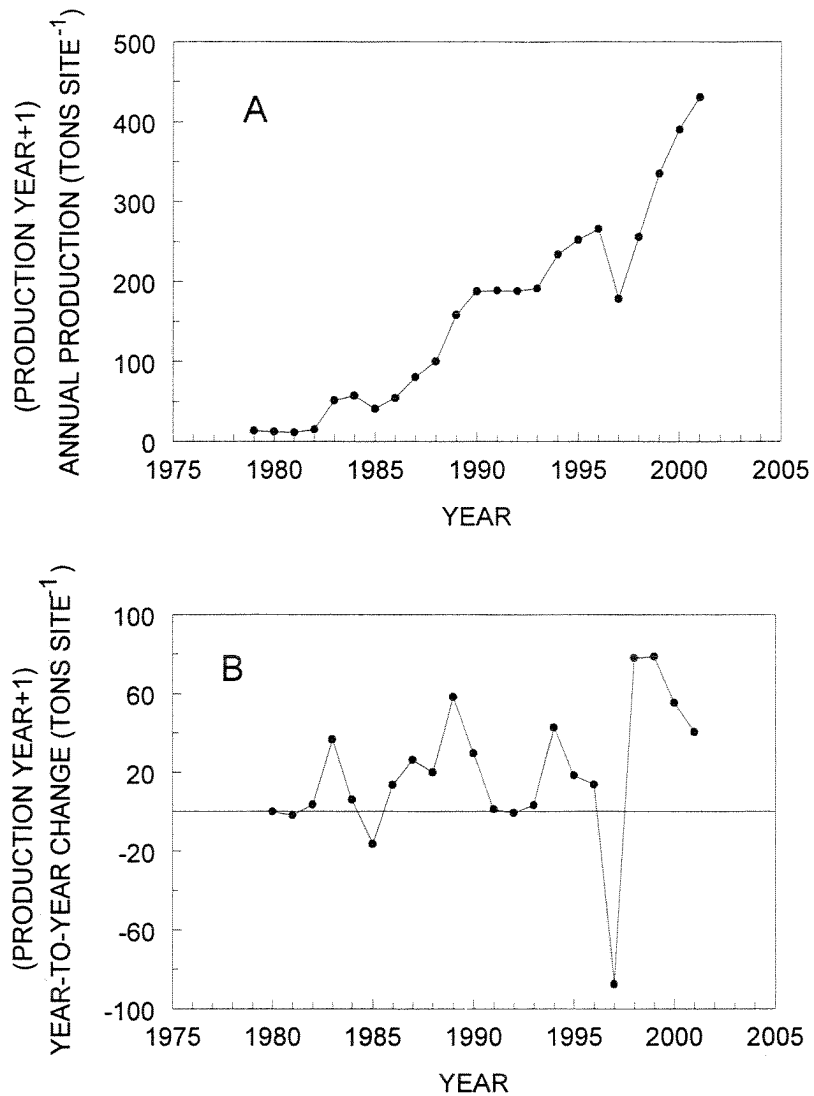 (PRODUCTION YEAR+1)
ANNUAL PRODUCTION (TONS SITE⁻¹)
500
400
300
200
100
0
A
1975 1980 1985 1990 1995 2000 2005
YEAR
(PRODUCTION YEAR+1)
YEAR-TO-YEAR CHANGE (TONS SITE⁻¹)
100
60
20
-20
-60
-100
B
1975 1980 1985 1990 1995 2000 2005
YEAR